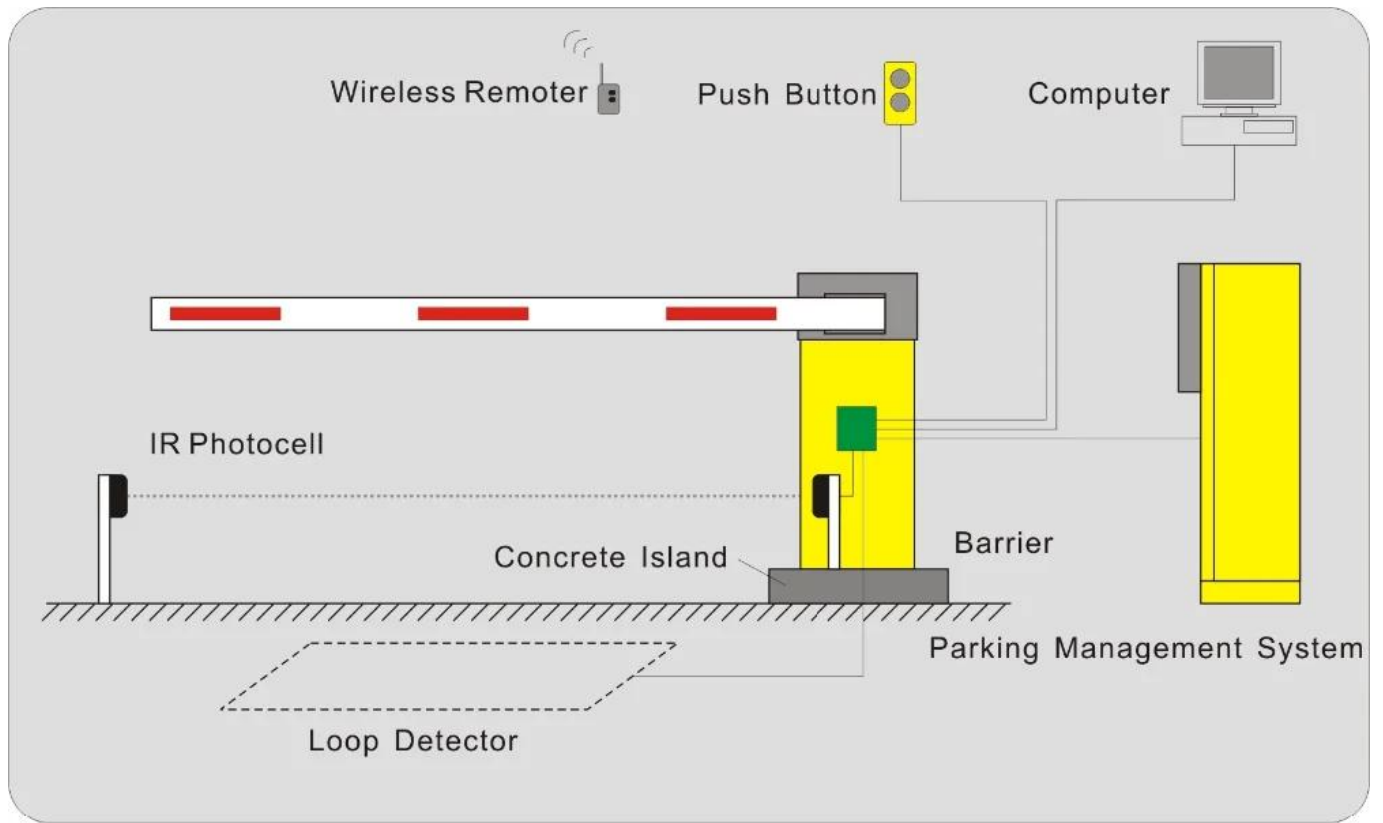 Wireless Remoter
Push Button
Computer
IR Photocell
Concrete Island
Barrier
Parking Management System
Loop Detector